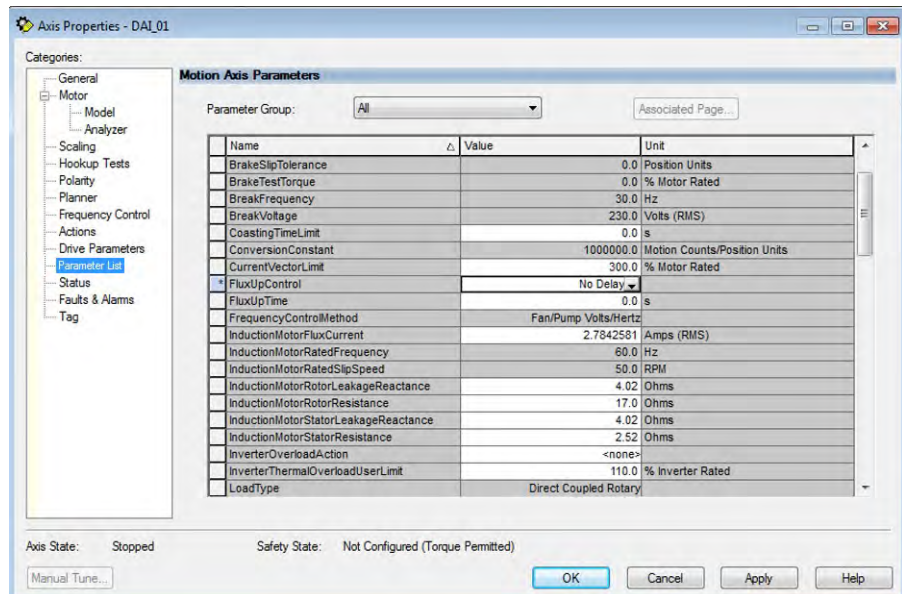 Axis Properties - DAI_01
Categories:
General
Motor
Model
Analyzer
Scaling
Hookup Tests
Polarity
Planner
Frequency Control
Actions
Drive Parameters
Parameter List
Status
Faults & Alarms
Tag
Motion Axis Parameters
Parameter Group: All Associated Page...
Name Value Unit
BrakeSlipTolerance 0.0 Position Units
BrakeTestTorque 0.0 % Motor Rated
BreakFrequency 30.0 Hz
BreakVoltage 230.0 Volts (RMS)
CoastingTimeLimit 0.0 s
ConversionConstant 1000000.0 Motion Counts/Position Units
CurrentVectorLimit 300.0 % Motor Rated
* FluxUpControl No Delay
FluxUpTime 0.0 s
FrequencyControlMethod Fan/Pump Volts/Hertz
InductionMotorFluxCurrent 2.7842581 Amps (RMS)
InductionMotorRatedFrequency 60.0 Hz
InductionMotorRatedSlipSpeed 50.0 RPM
InductionMotorRotorLeakageReactance 4.02 Ohms
InductionMotorRotorResistance 17.0 Ohms
InductionMotorStatorLeakageReactance 4.02 Ohms
InductionMotorStatorResistance 2.52 Ohms
InverterOverloadAction <none>
InverterThermalOverloadUserLimit 110.0 % Inverter Rated
LoadType Direct Coupled Rotary
Axis State: Stopped Safety State: Not Configured (Torque Permitted)
Manual Tune... OK Cancel Apply Help